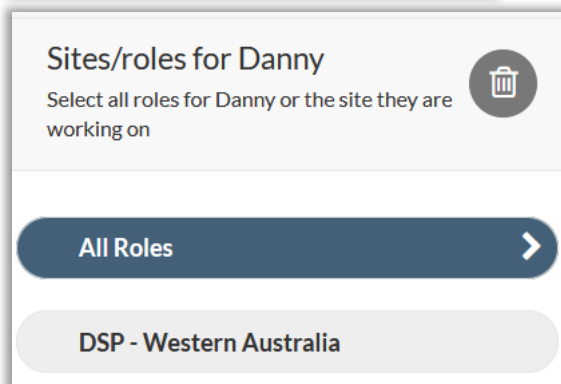 Sites/roles for Danny
Select all roles for Danny or the site they are
working on
All Roles
DSP - Western Australia